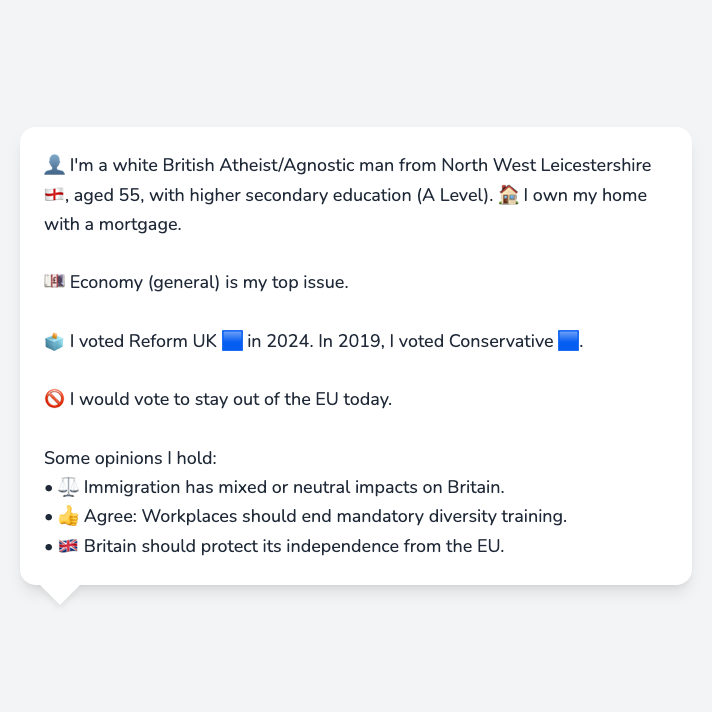 👤 I'm a white British Atheist/Agnostic man from North West Leicestershire
🏴󠁧󠁢󠁥󠁮󠁧󠁿, aged 55, with higher secondary education (A Level). 🏠 I own my home
with a mortgage.
💷 Economy (general) is my top issue.
🗳️ I voted Reform UK 🟦 in 2024. In 2019, I voted Conservative 🟦.
🚫 I would vote to stay out of the EU today.
Some opinions I hold:
• ⚖️ Immigration has mixed or neutral impacts on Britain.
• 👍 Agree: Workplaces should end mandatory diversity training.
• 🇬🇧 Britain should protect its independence from the EU.